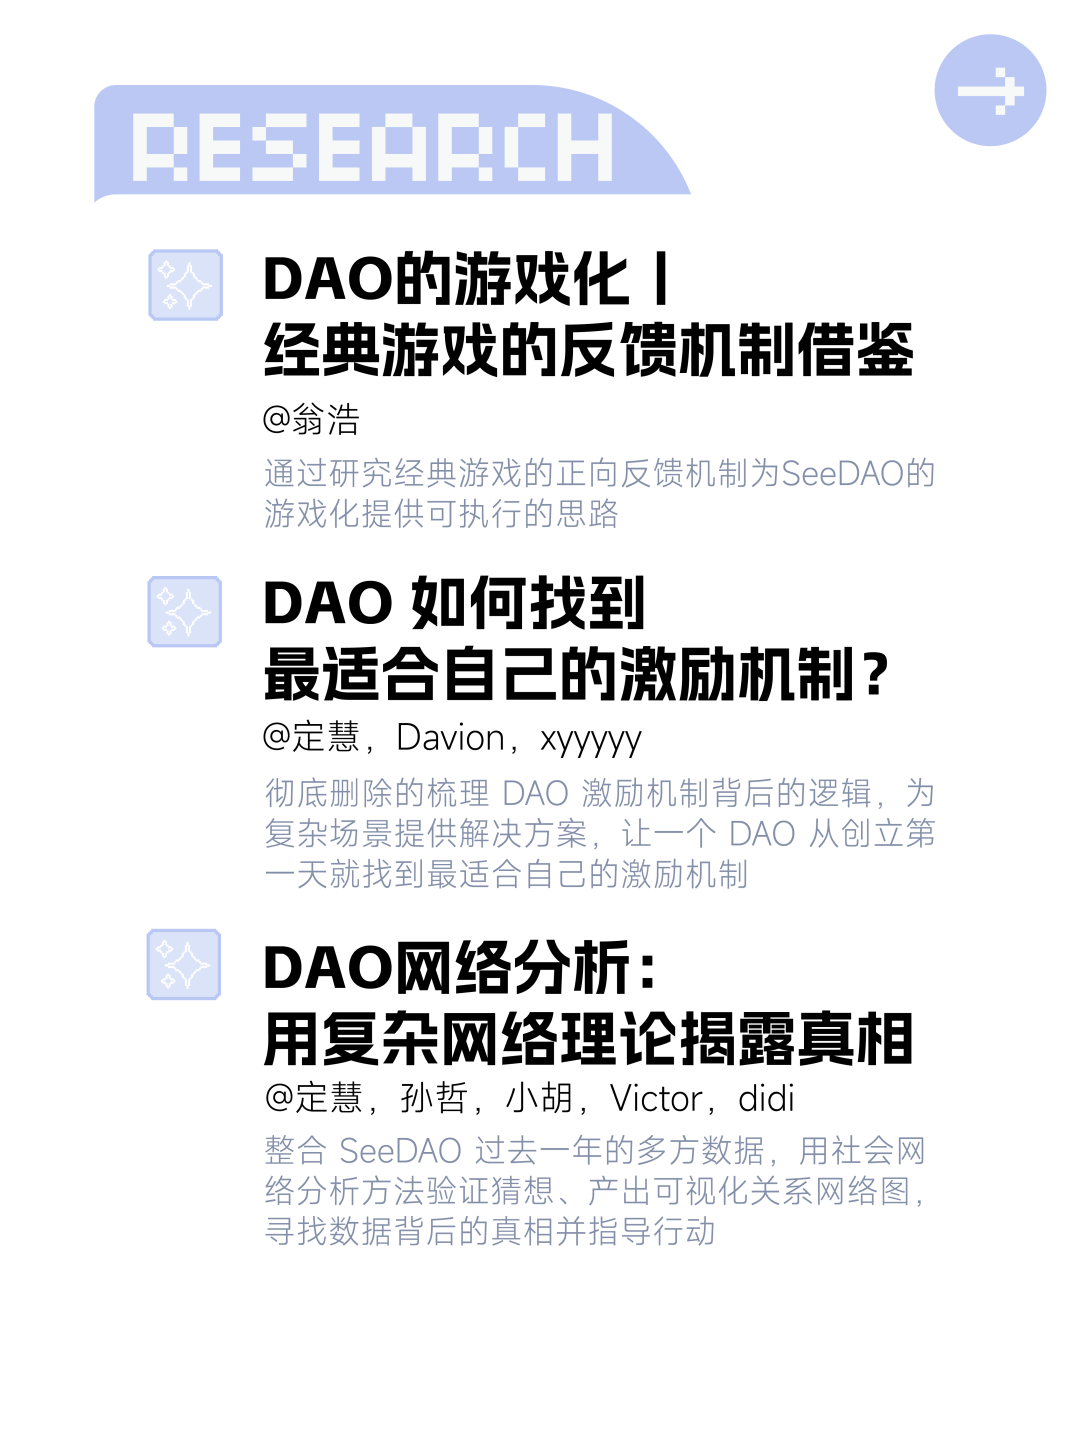 RESEARCH
DAO的游戏化丨
经典游戏的反馈机制借鉴
@翁浩
通过研究经典游戏的正向反馈机制为SeeDAO的
游戏化提供可执行的思路
DAO 如何找到
最适合自己的激励机制？
@定慧，Davion，xyyyyy
彻底删除的梳理 DAO 激励机制背后的逻辑，为
复杂场景提供解决方案，让一个 DAO 从创立第
一天就找到最适合自己的激励机制
DAO网络分析：
用复杂网络理论揭露真相
@定慧，孙哲，小胡，Victor，didi
整合 SeeDAO 过去一年的多方数据，用社会网
络分析方法验证猜想、产出可视化关系网络图，
寻找数据背后的真相并指导行动